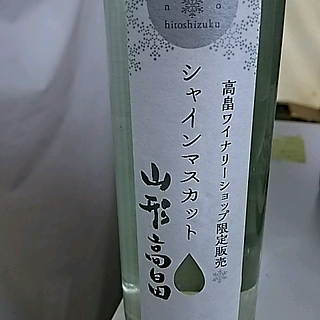 n o
hitoshizuku
高畠ワイナリーショップ限定販売
シャインマスカット
山形高畠